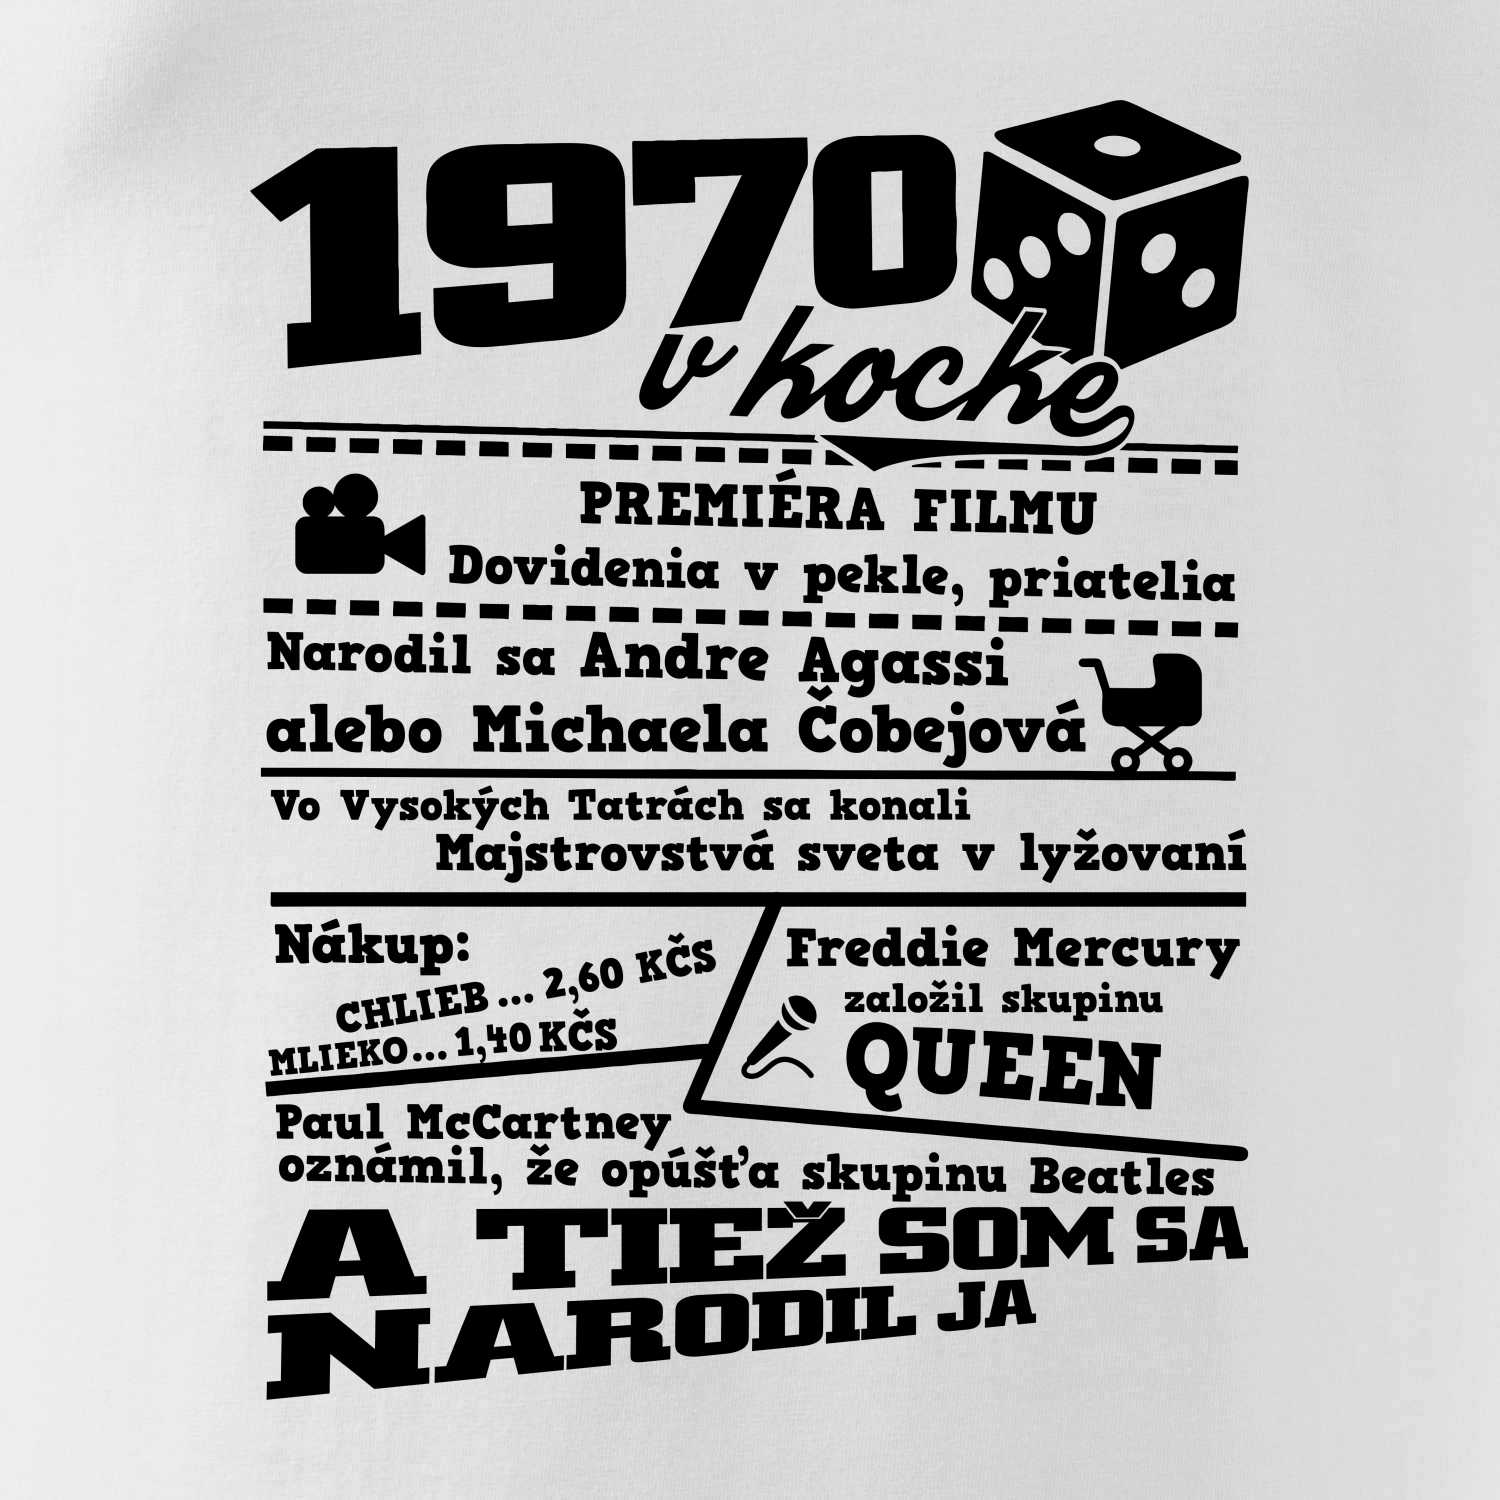 1970
v kocke
PREMIÉRA FILMU
Dovidenia v pekle, priatelia
Narodil sa Andre Agassi
alebo Michaela Čobejová
Vo Vysokých Tatrách sa konali
Majstrovstvá sveta v lyžovaní
Nákup:
CHLIEB... 2,60 KČS
MLIEKO... 1,40 KČS
Freddie Mercury
založil skupinu
QUEEN
Paul McCartney
oznámil, že opúšťa skupinu Beatles
A TIEŽ SOM SA
NARODIL JA